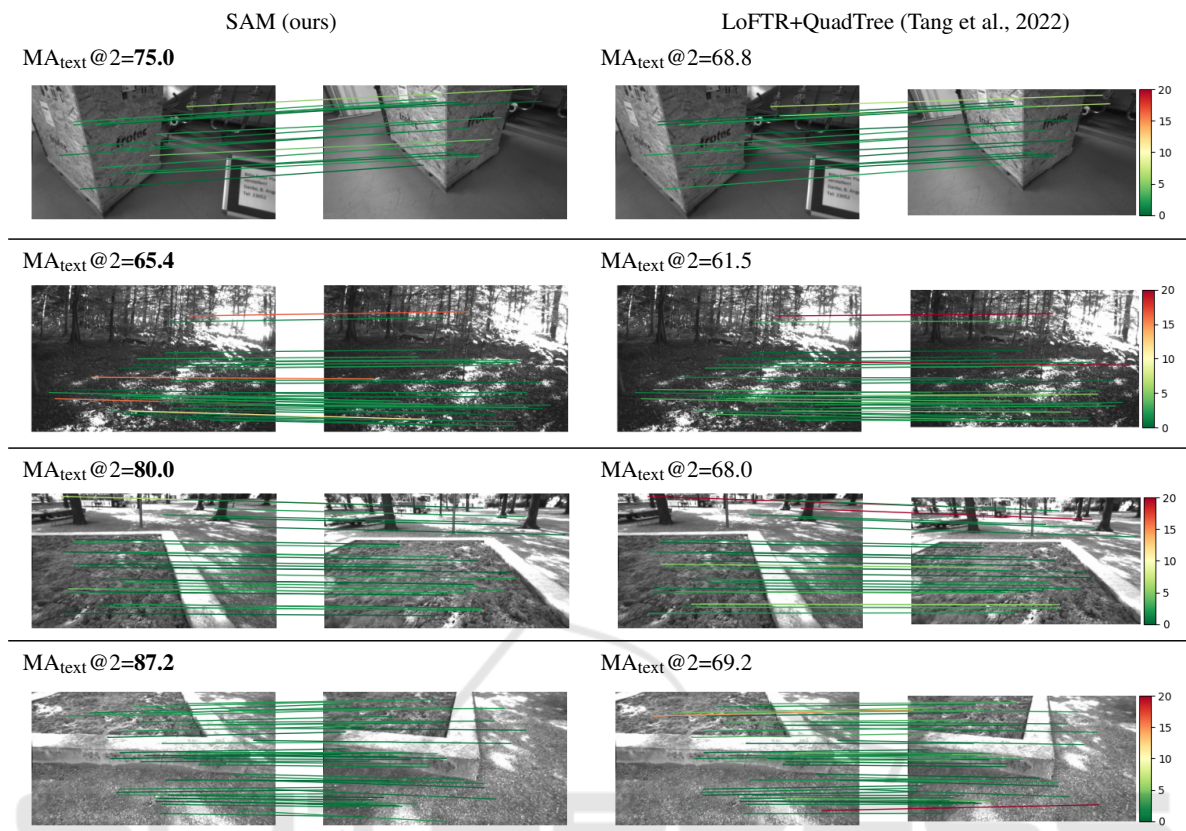 SAM (ours)
LoFTR+QuadTree (Tang et al., 2022)
MAtext@2=75.0
MAtext@2=68.8
frotec
frotec
20
15
10
5
0
MAtext@2=65.4
MAtext@2=61.5
20
15
10
5
0
MAtext@2=80.0
MAtext@2=68.0
20
15
10
5
0
MAtext@2=87.2
MAtext@2=69.2
20
15
10
5
0